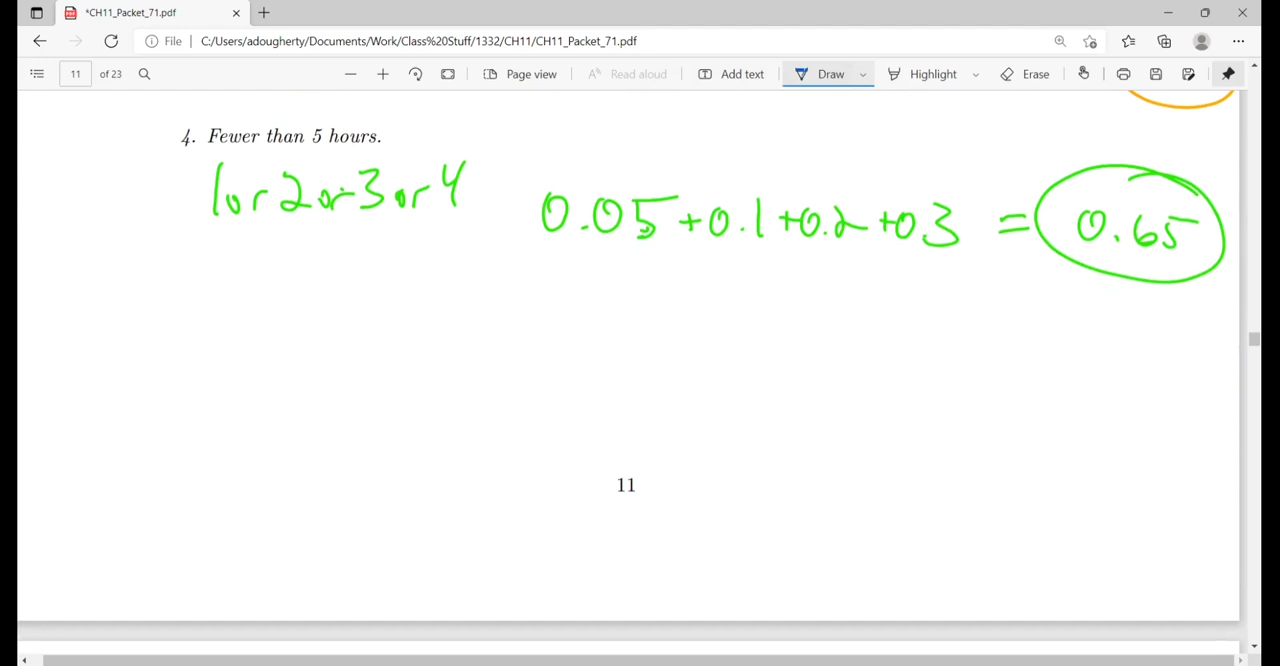 *CH11_Packet_71.pdf
File | C:/Users/adougherty/Documents/Work/Class%20Stuff/1332/CH11/CH11_Packet_71.pdf
11 of 23 Page view A Read aloud Add text Draw Highlight Erase
4. Fewer than 5 hours.
1 or 2 or 3 or 4
0.05 + 0.1 + 0.2 + 0.3 = 0.65
11